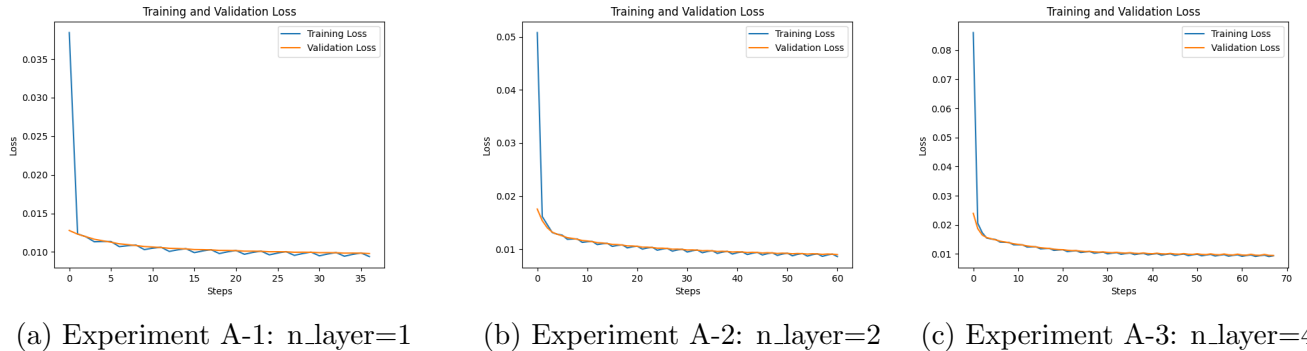 Training and Validation Loss
Training Loss
Validation Loss
0.035
0.030
0.025
0.020
0.015
0.010
Loss
0 5 10 15 20 25 30 35
Steps
(a) Experiment A-1: n_layer=1
Training and Validation Loss
Training Loss
Validation Loss
0.05
0.04
0.03
0.02
0.01
Loss
0 10 20 30 40 50 60
Steps
(b) Experiment A-2: n_layer=2
Training and Validation Loss
Training Loss
Validation Loss
0.08
0.07
0.06
0.05
0.04
0.03
0.02
0.01
Loss
0 10 20 30 40 50 60 70
Steps
(c) Experiment A-3: n_layer=4